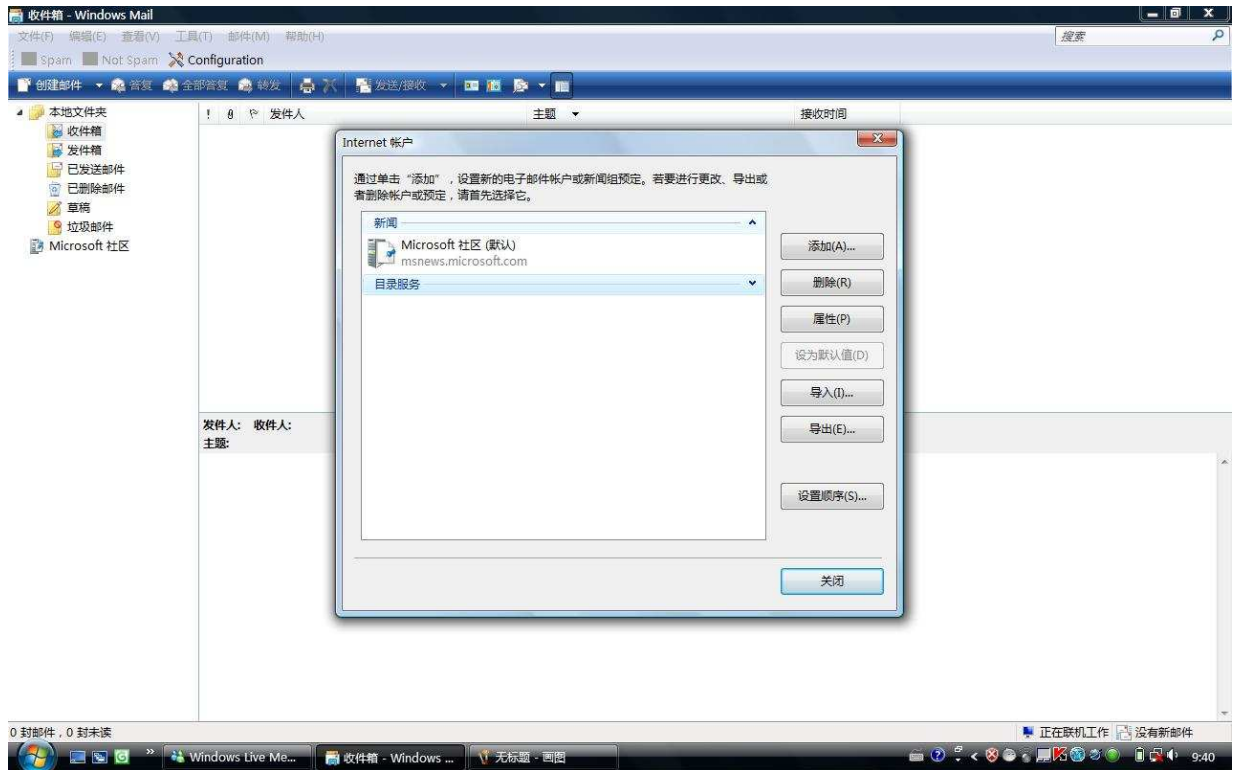 收件箱 - Windows Mail
文件(F) 编辑(E) 查看(V) 工具(T) 邮件(M) 帮助(H)
搜索
Spam Not Spam Configuration
创建邮件 答复 全部答复 转发 发送/接收
本地文件夹
收件箱
发件箱
已发送邮件
已删除邮件
草稿
垃圾邮件
Microsoft 社区
! 发件人 主题 接收时间
Internet 帐户
通过单击“添加”，设置新的电子邮件帐户或新闻组预定。若要进行更改、导出或
者删除帐户或预定，请首先选择它。
新闻
Microsoft 社区 (默认)
msnews.microsoft.com
目录服务
添加(A)...
删除(R)
属性(P)
设为默认值(D)
导入(I)...
导出(E)...
设置顺序(S)...
关闭
发件人: 收件人:
主题:
0 封邮件，0 封未读
正在联机工作 没有新邮件
Windows Live Me... 收件箱 - Windows ... 无标题 - 画图 9:40